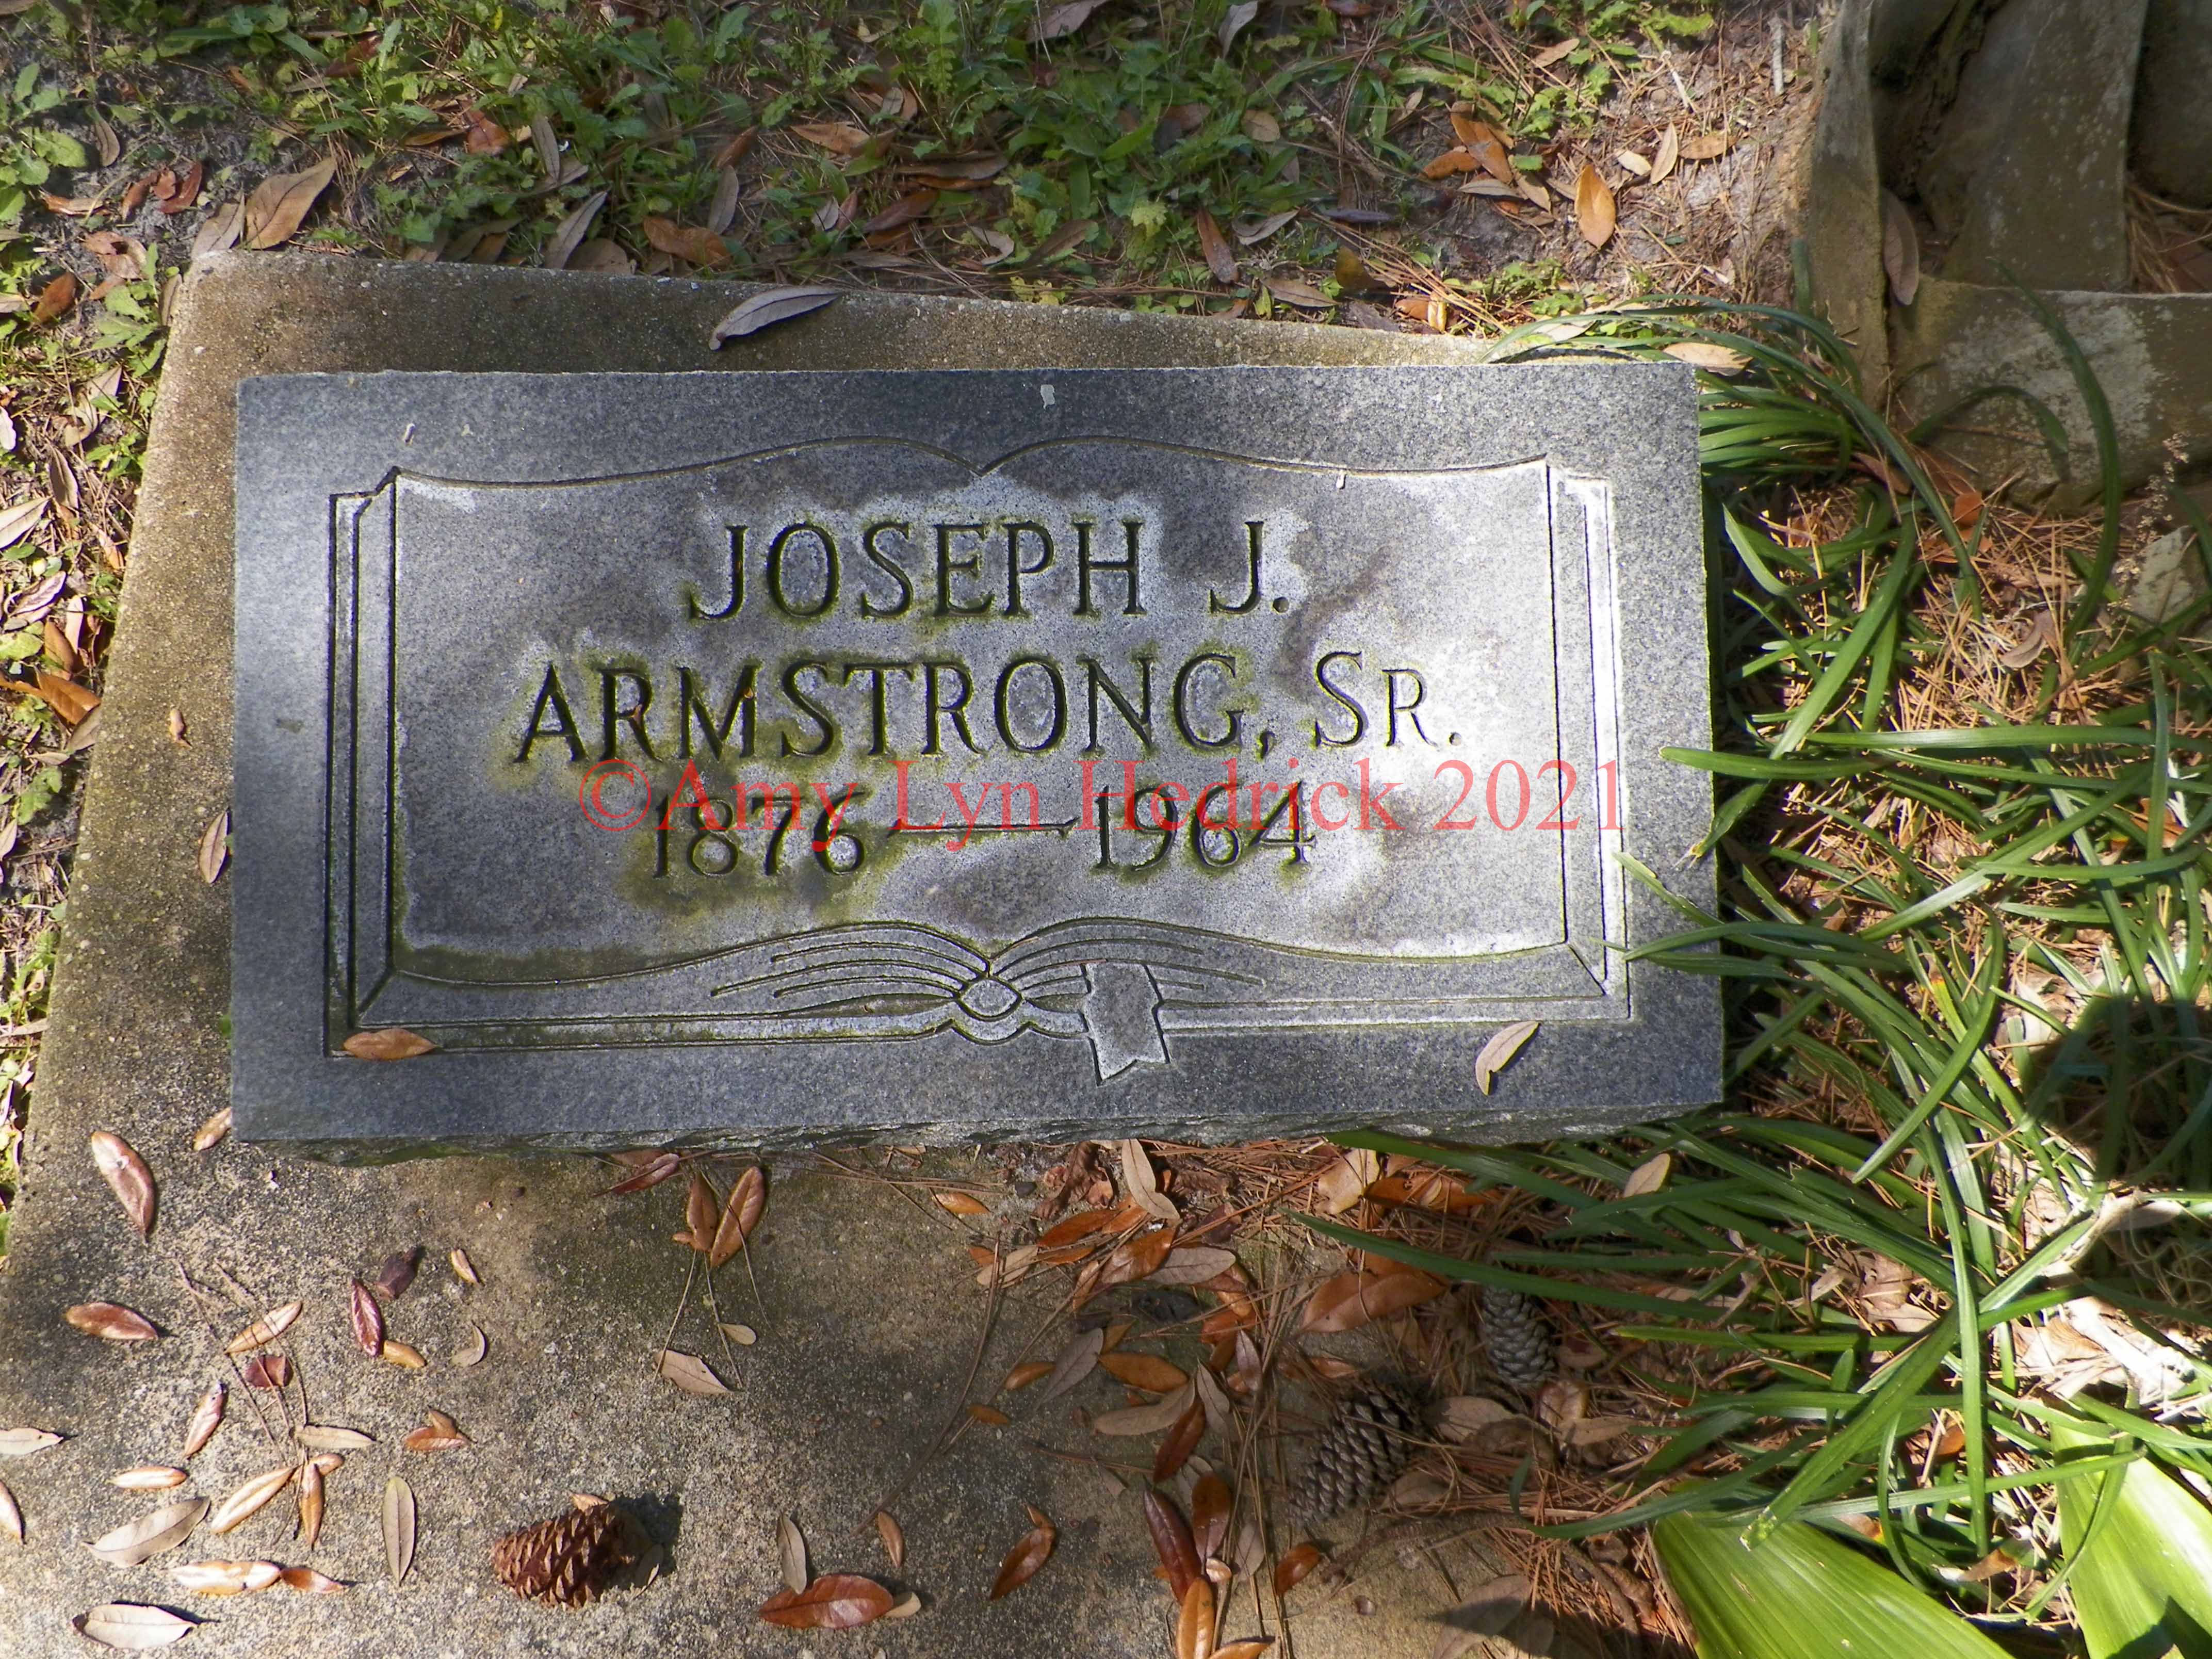 JOSEPH J.
ARMSTRONG, SR.
©Amy Lyn Hedrick 2021
1876—1964